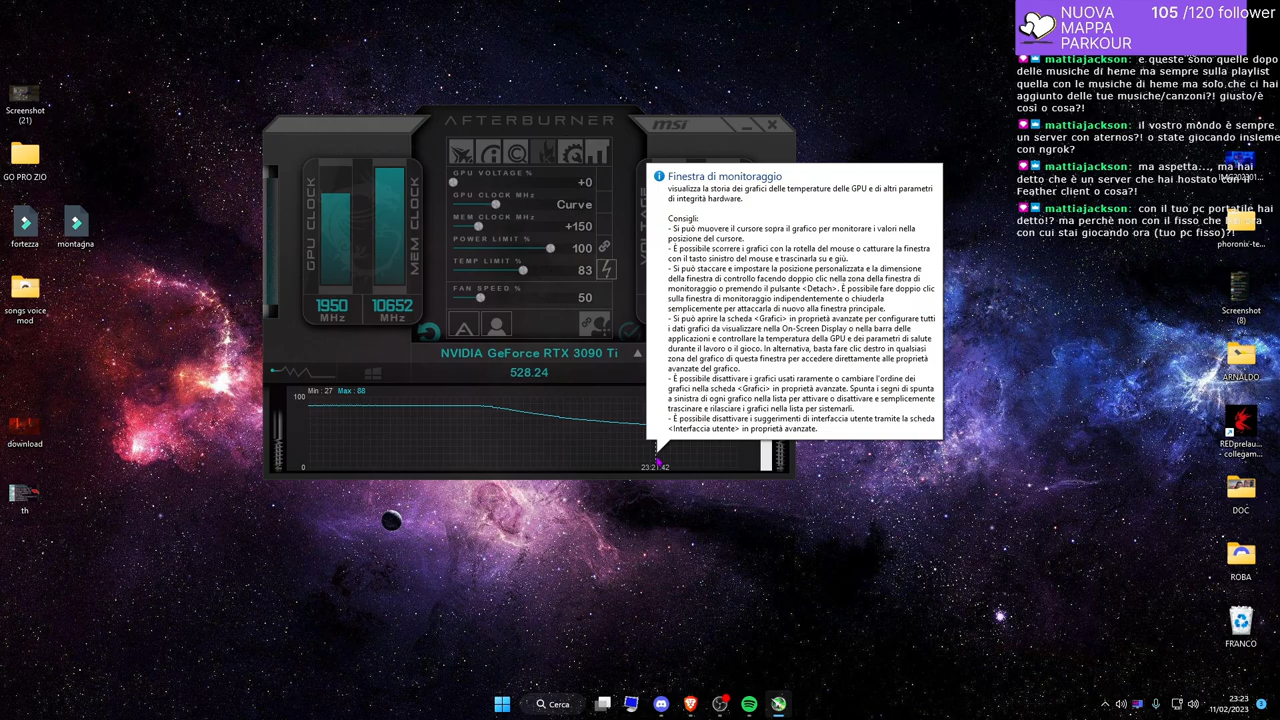 NUOVA
MAPPA
PARKOUR
105 /120 follower
mattiajackson: e queste sono quelle dopo
delle musiche di heme ma sempre sulla playlist
quella con le musiche di heme ma solo che ci hai
aggiunto delle tue musiche/canzoni?! giusto/è
così o cosa?!
mattiajackson: il vostro mondo è sempre
un server con aternos?! o state giocando insieme
con ngrok?
mattiajackson: ma aspetta..., ma hai
detto che è un server che hai hostato
Feather client o cosa?!
mattiajackson: con il tuo pc portatile hai
detto!? ma perchè non con il fisso che
con cui stai giocando ora (tuo pc fisso)?!
Screenshot
(21)
GO PRO ZIO
fortezza
montagna
songs voice
mod
download
th
AFTERBURNER
msi
GPU CLOCK
MEM CLOCK
1950
MHz
10652
MHz
GPU VOLTAGE %
+0
GPU CLOCK MHz
Curve
MEM CLOCK MHz
+150
POWER LIMIT %
100
TEMP LIMIT %
83
FAN SPEED %
50
NVIDIA GeForce RTX 3090 Ti
528.24
Min : 27 Max : 88
100
0
23:21:42
Finestra di monitoraggio
visualizza la storia dei grafici delle temperature delle GPU e di altri parametri
di integrità hardware.
Consigli:
- Si può muovere il cursore sopra il grafico per monitorare i valori nella
posizione del cursore.
- È possibile scorrere i grafici con la rotella del mouse o catturare la finestra
con il tasto sinistro del mouse e trascinarla su e giù.
- Si può staccare e impostare la posizione personalizzata e la dimensione
della finestra di controllo facendo doppio clic nella zona della finestra di
monitoraggio o premendo il pulsante <Detach>. È possibile fare doppio clic
sulla finestra di monitoraggio indipendentemente o chiuderla
semplicemente per attaccarla di nuovo alla finestra principale.
- Si può aprire la scheda <Grafici> in proprietà avanzate per configurare tutti
i dati grafici da visualizzare nella On-Screen Display o nella barra delle
applicazioni e controllare la temperatura della GPU e dei parametri di salute
durante il lavoro o il gioco. In alternativa, basta fare clic destro in qualsiasi
zona del grafico di questa finestra per accedere direttamente alle proprietà
avanzate del grafico.
- È possibile disattivare i grafici usati raramente o cambiare l'ordine dei
grafici nella scheda <Grafici> in proprietà avanzate. Spunta i segni di spunta
a sinistra di ogni grafico nella lista per attivare o disattivare e semplicemente
trascinare e rilasciare i grafici nella lista per sistemarli.
- È possibile disattivare i suggerimenti di interfaccia utente tramite la scheda
<Interfaccia utente> in proprietà avanzate.
phoronix-te...
Screenshot
(8)
ARNALDO
REDprelau...
- collegam...
DOC
ROBA
FRANCO
Cerca
23:23
11/02/2023
3